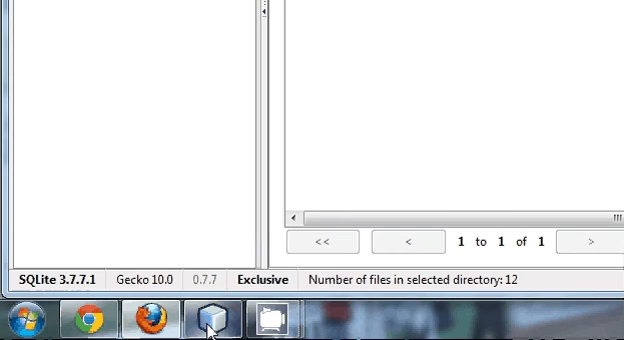 << < 1 to 1 of 1 >
SQLite 3.7.7.1 Gecko 10.0 0.7.7 Exclusive Number of files in selected directory: 12